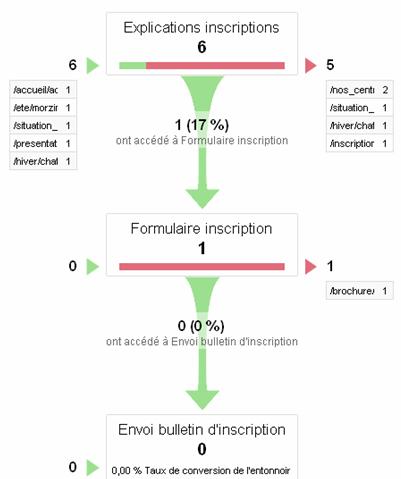 Explications inscriptions
6
6
5
/accueil/ac 1
/ete/morzir 1
/situation_ 1
/presentat 1
/hiver/chal 1
/nos_centr 2
/situation_ 1
/hiver/chal 1
/inscription 1
1 (17 %)
ont accédé à Formulaire inscription
Formulaire inscription
1
0
1
/brochure/ 1
0 (0 %)
ont accédé à Envoi bulletin d'inscription
Envoi bulletin d'inscription
0
0
0,00 % Taux de conversion de l'entonnoir